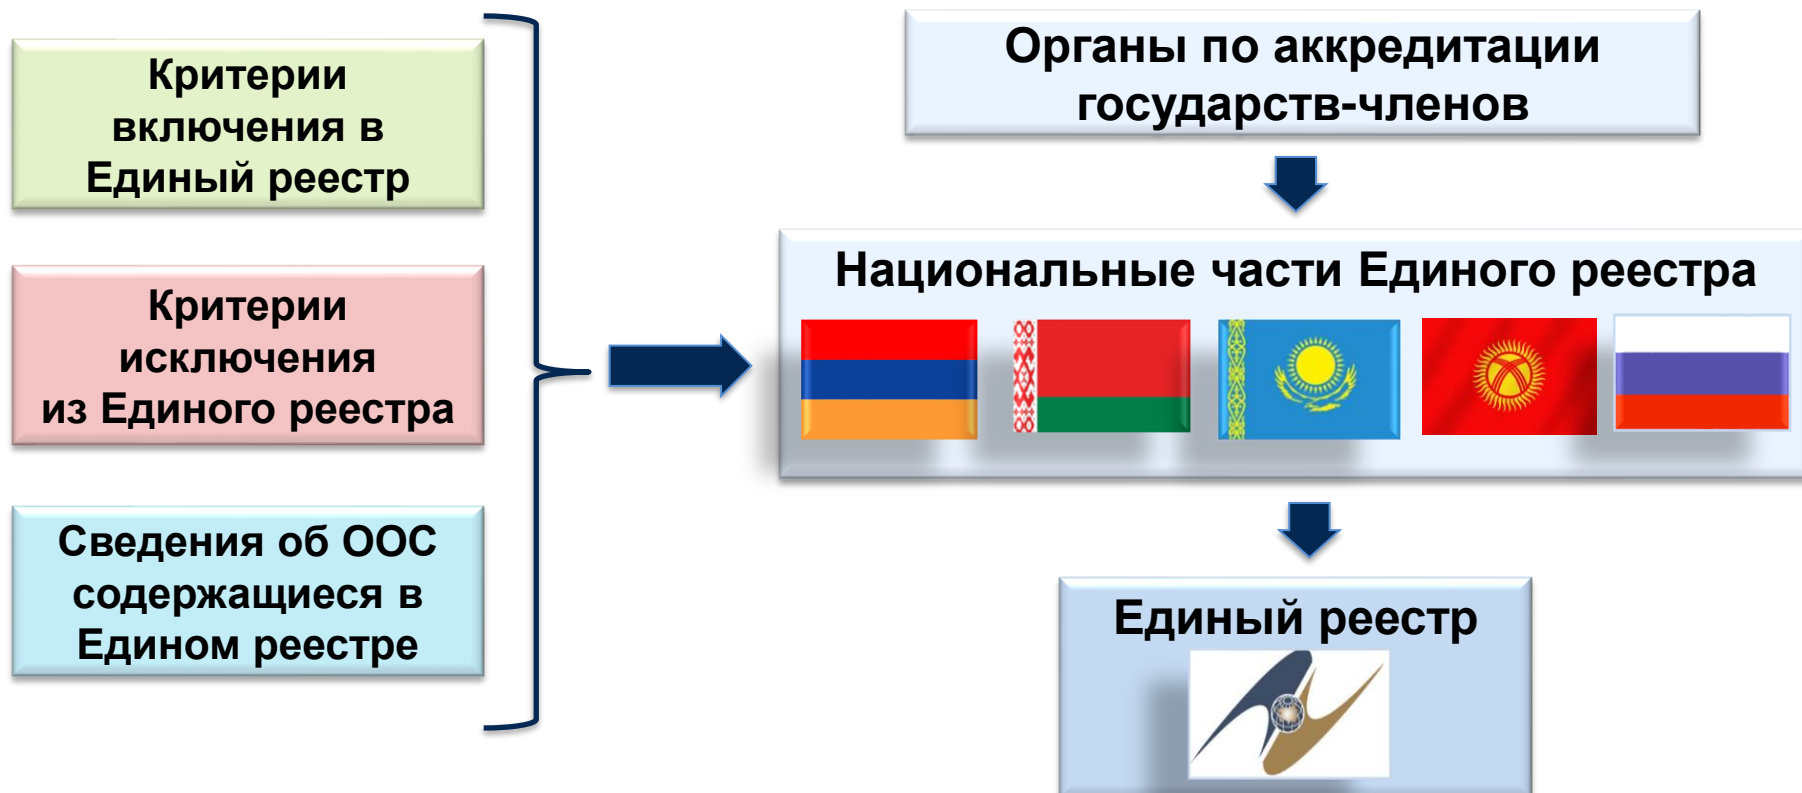 Критерии
включения в
Единый реестр
Критерии
исключения
из Единого реестра
Сведения об ООС
содержащиеся в
Едином реестре
Органы по аккредитации
государств-членов
Национальные части Единого реестра
Единый реестр